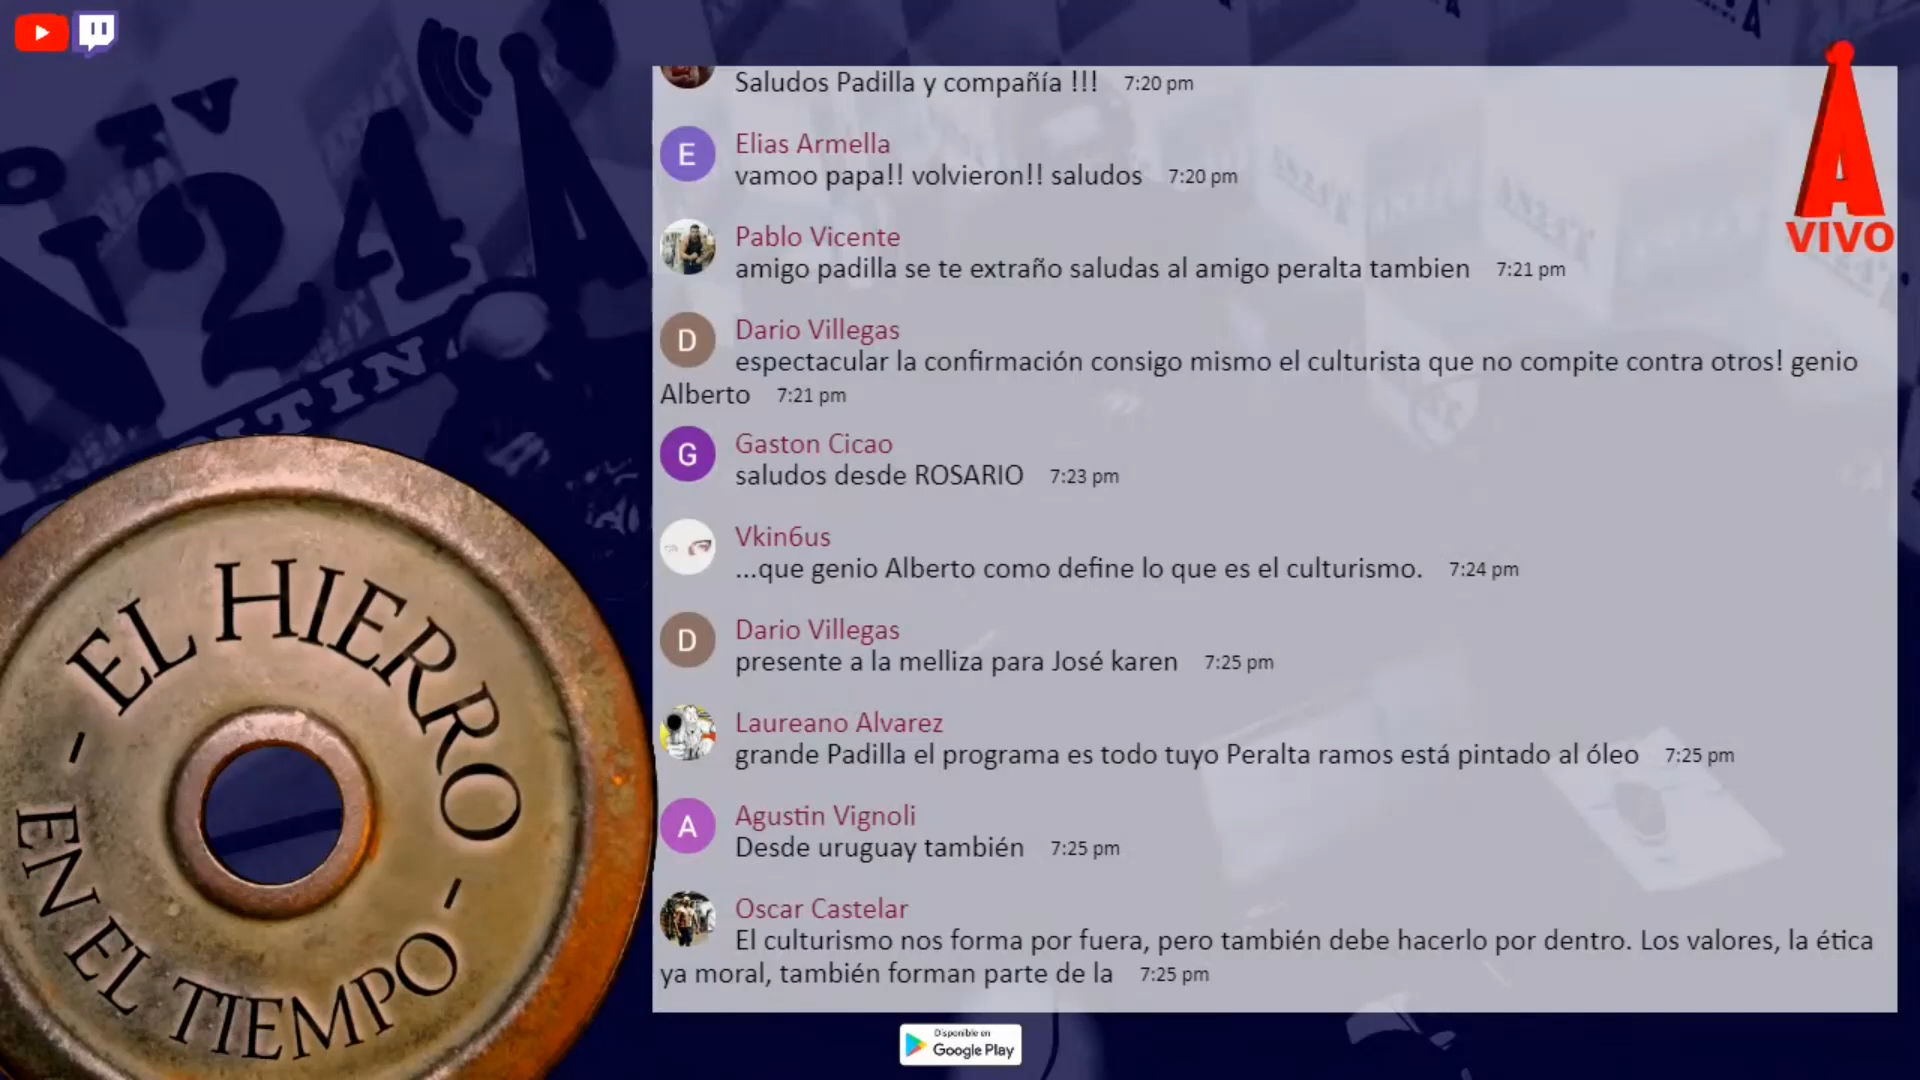 Saludos Padilla y compañía !!! 7:20 pm
E
Elias Armella
vamoo papa!! volvieron!! saludos 7:20 pm
Pablo Vicente
amigo padilla se te extraño saludas al amigo peralta tambien 7:21 pm
D
Dario Villegas
espectacular la confirmación consigo mismo el culturista que no compite contra otros! genio
Alberto 7:21 pm
G
Gaston Cicao
saludos desde ROSARIO 7:23 pm
Vkin6us
...que genio Alberto como define lo que es el culturismo. 7:24 pm
D
Dario Villegas
presente a la melliza para José karen 7:25 pm
Laureano Alvarez
grande Padilla el programa es todo tuyo Peralta ramos está pintado al óleo 7:25 pm
A
Agustin Vignoli
Desde uruguay también 7:25 pm
Oscar Castelar
El culturismo nos forma por fuera, pero también debe hacerlo por dentro. Los valores, la ética
ya moral, también forman parte de la 7:25 pm
A
VIVO
24
- EL HIERRO -
EN EL TIEMPO
Disponible en
Google Play